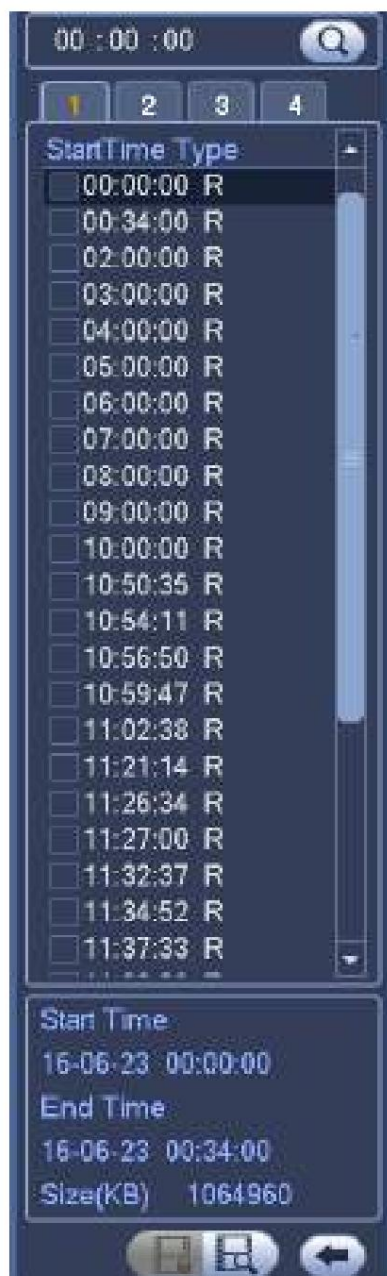 00 : 00 : 00
1 2 3 4
StartTime Type
00:00:00 R
00:34:00 R
02:00:00 R
03:00:00 R
04:00:00 R
05:00:00 R
06:00:00 R
07:00:00 R
08:00:00 R
09:00:00 R
10:00:00 R
10:50:35 R
10:54:11 R
10:56:50 R
10:59:47 R
11:02:38 R
11:21:14 R
11:26:34 R
11:27:00 R
11:32:37 R
11:34:52 R
11:37:33 R
Start Time
16-06-23 00:00:00
End Time
16-06-23 00:34:00
Size(KB) 1064960